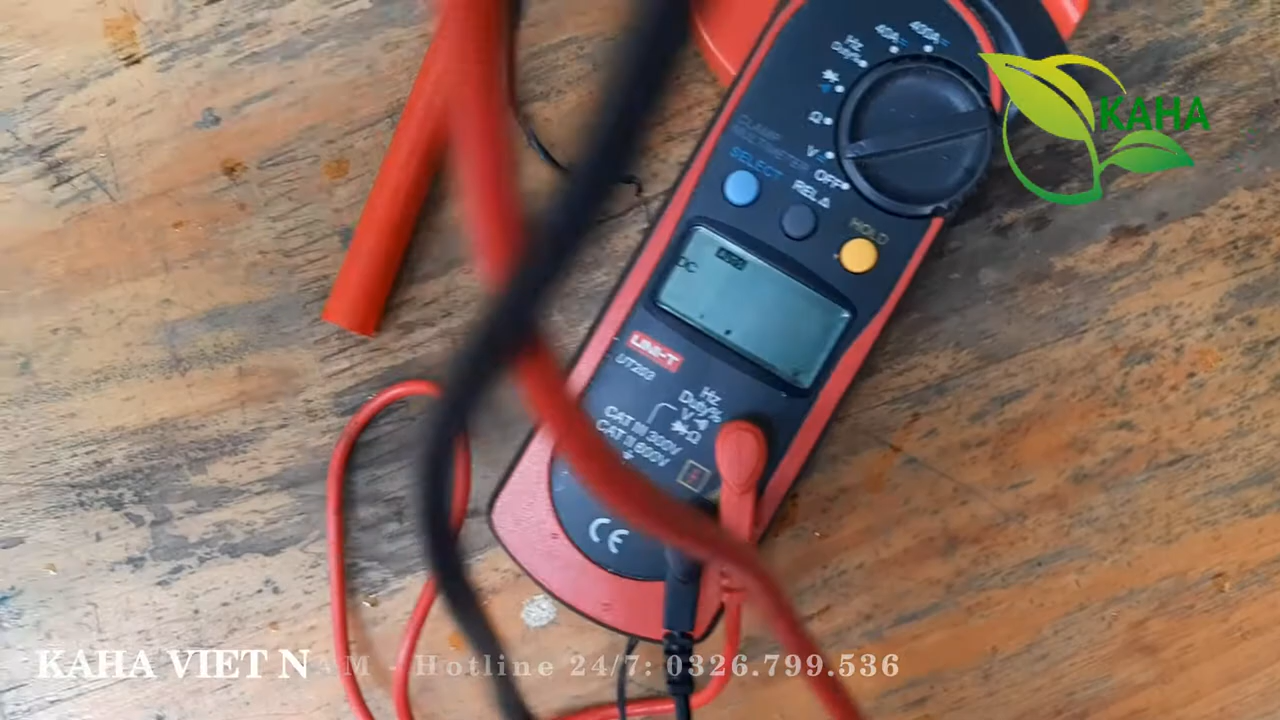 400A
40A
Hz
Duty%
Ω
V
OFF
CLAMP
MULTIMETER
SELECT
REL Δ
HOLD
KAHA
DC
UNI-T
UT203
Hz
Duty%
V
Ω
CAT III 300V
CAT II 600V
CE
KAHA VIET NAM - Hotline 24/7: 0326.799.536